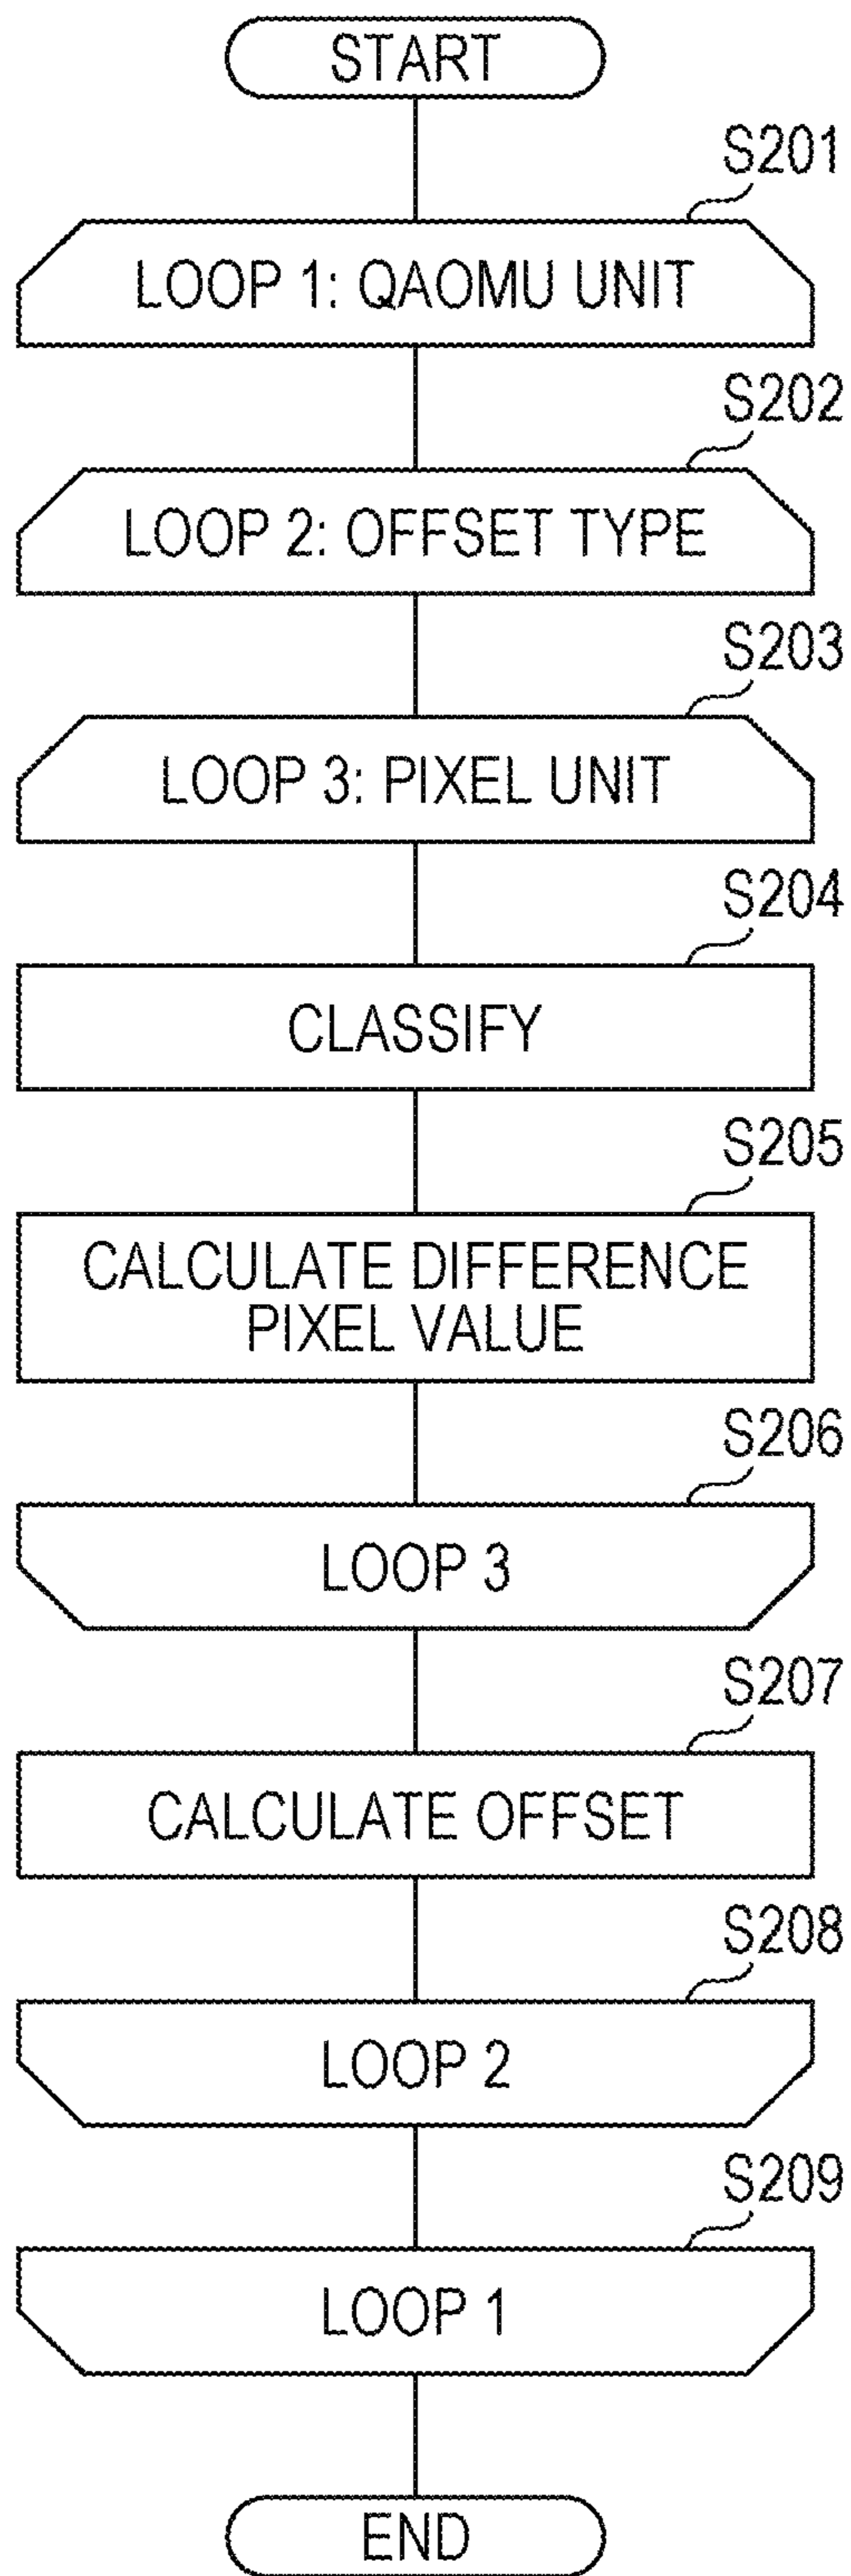 START
S201
LOOP 1: QAOMU UNIT
S202
LOOP 2: OFFSET TYPE
S203
LOOP 3: PIXEL UNIT
S204
CLASSIFY
S205
CALCULATE DIFFERENCE
PIXEL VALUE
S206
LOOP 3
S207
CALCULATE OFFSET
S208
LOOP 2
S209
LOOP 1
END